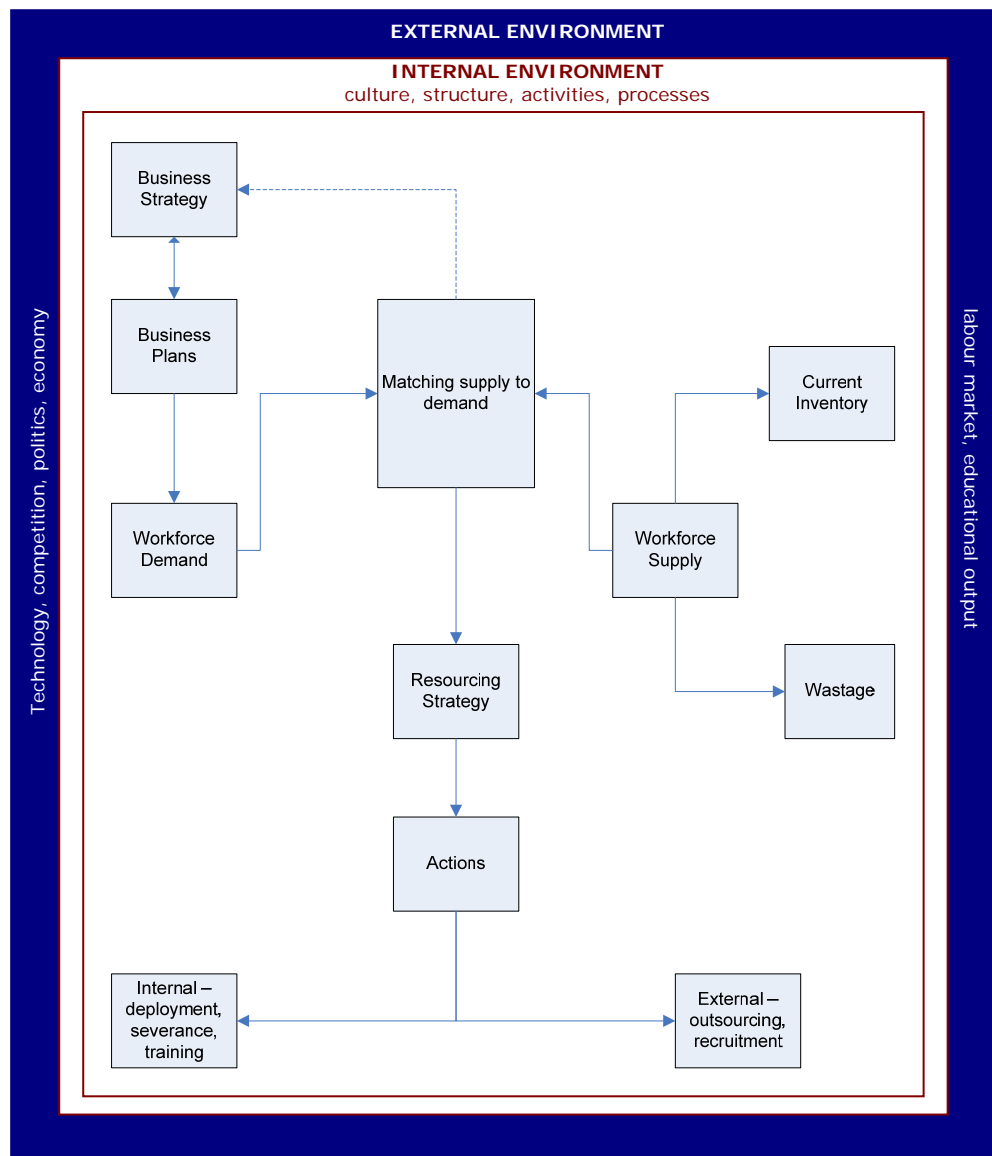 EXTERNAL ENVIRONMENT
INTERNAL ENVIRONMENT
culture, structure, activities, processes
Business
Strategy
Business
Plans
Technology, competition, politics, economy
labour market, educational output
Matching supply to
demand
Current
Inventory
Workforce
Demand
Workforce
Supply
Resourcing
Strategy
Wastage
Actions
Internal –
deployment,
severance,
training
External –
outsourcing,
recruitment